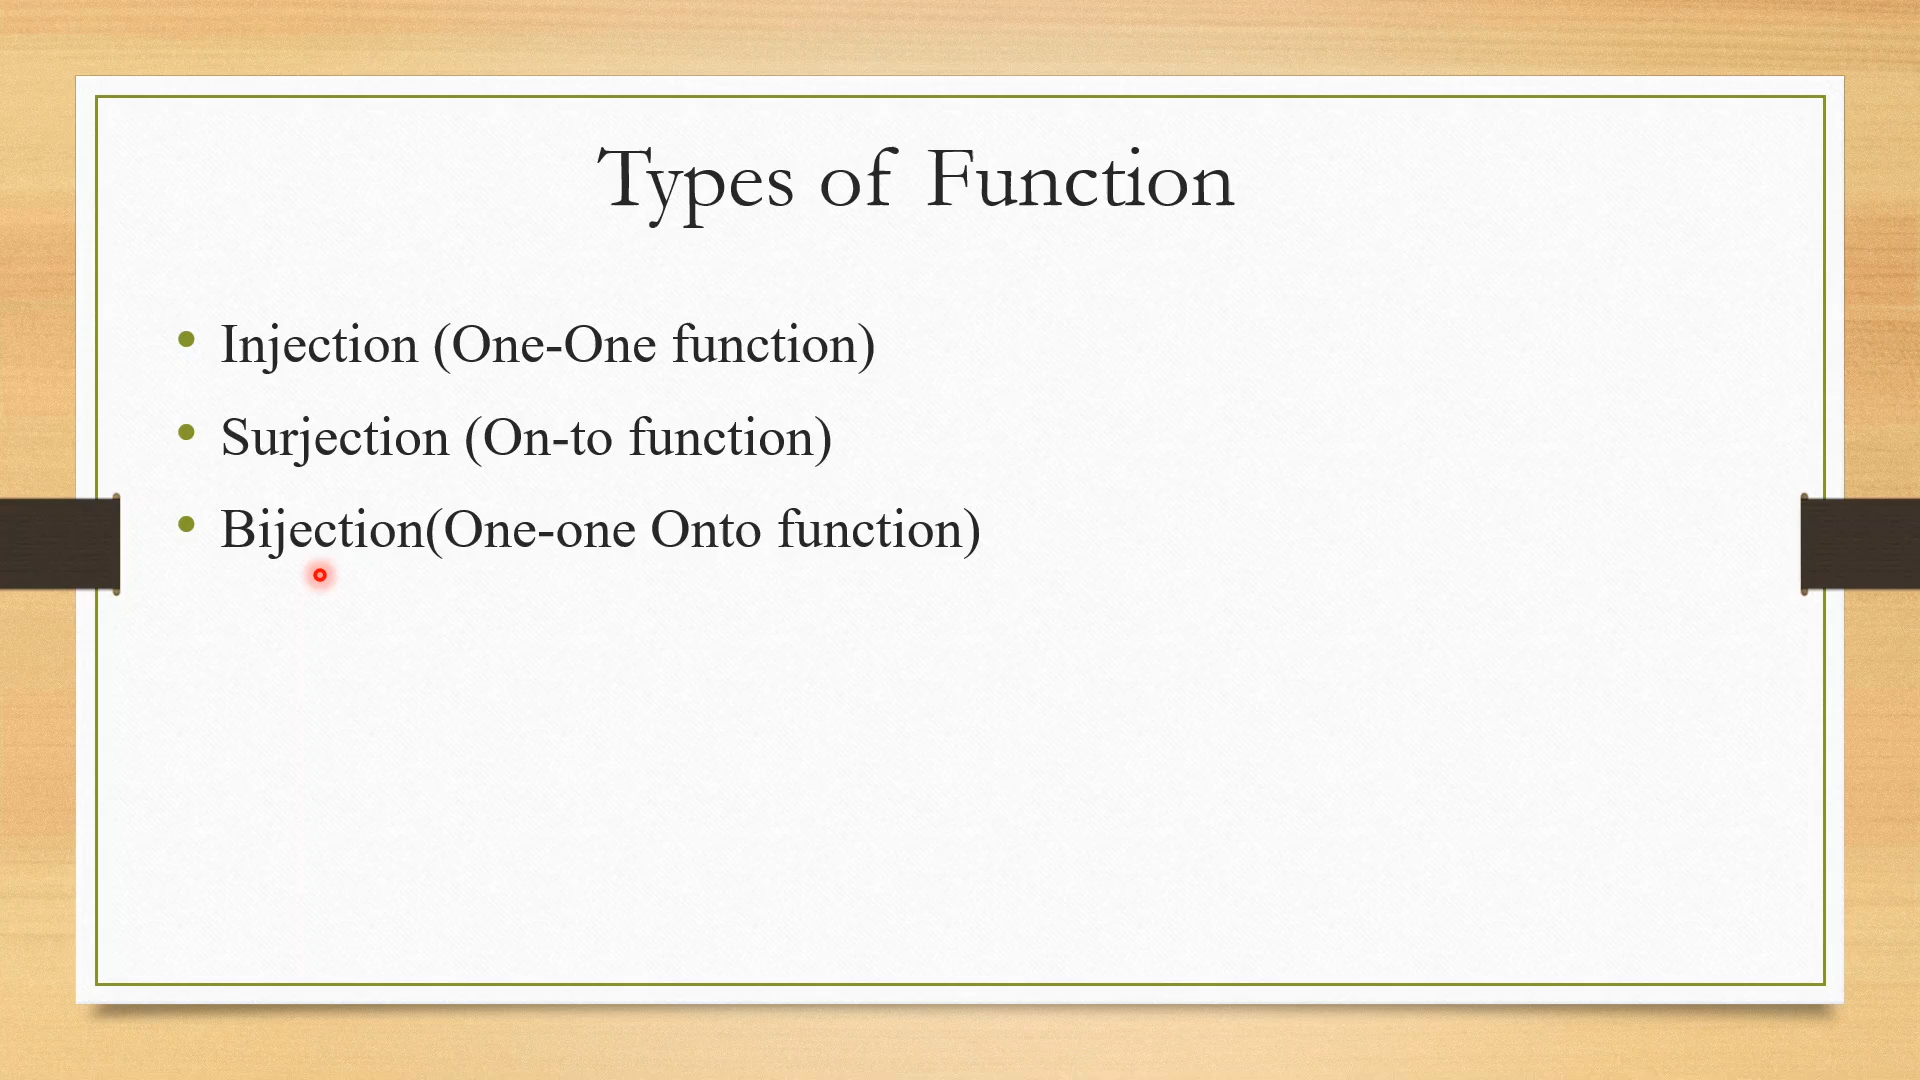 Types of Function
• Injection (One-One function)
• Surjection (On-to function)
• Bijection(One-one Onto function)